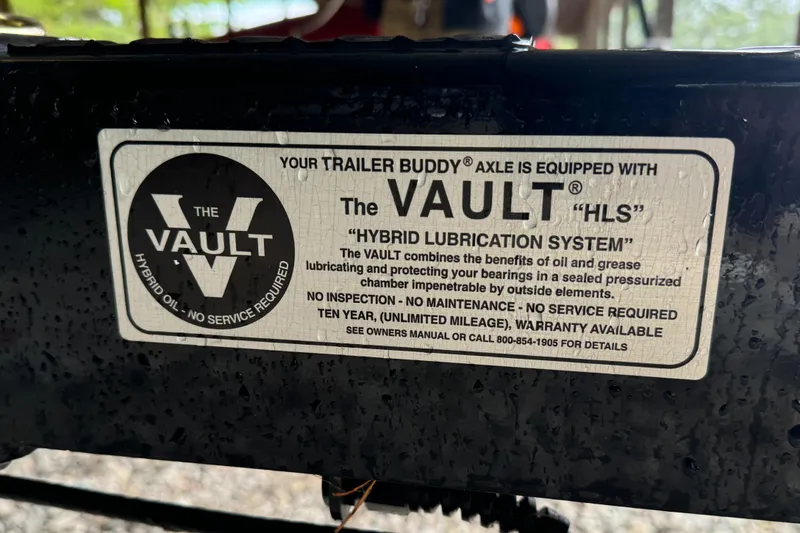 THE
VAULT
HYBRID OIL - NO SERVICE REQUIRED
YOUR TRAILER BUDDY® AXLE IS EQUIPPED WITH
The VAULT® "HLS"
"HYBRID LUBRICATION SYSTEM"
The VAULT combines the benefits of oil and grease
lubricating and protecting your bearings in a sealed pressurized
chamber impenetrable by outside elements.
NO INSPECTION - NO MAINTENANCE - NO SERVICE REQUIRED
TEN YEAR, (UNLIMITED MILEAGE), WARRANTY AVAILABLE
SEE OWNERS MANUAL OR CALL 800-854-1905 FOR DETAILS